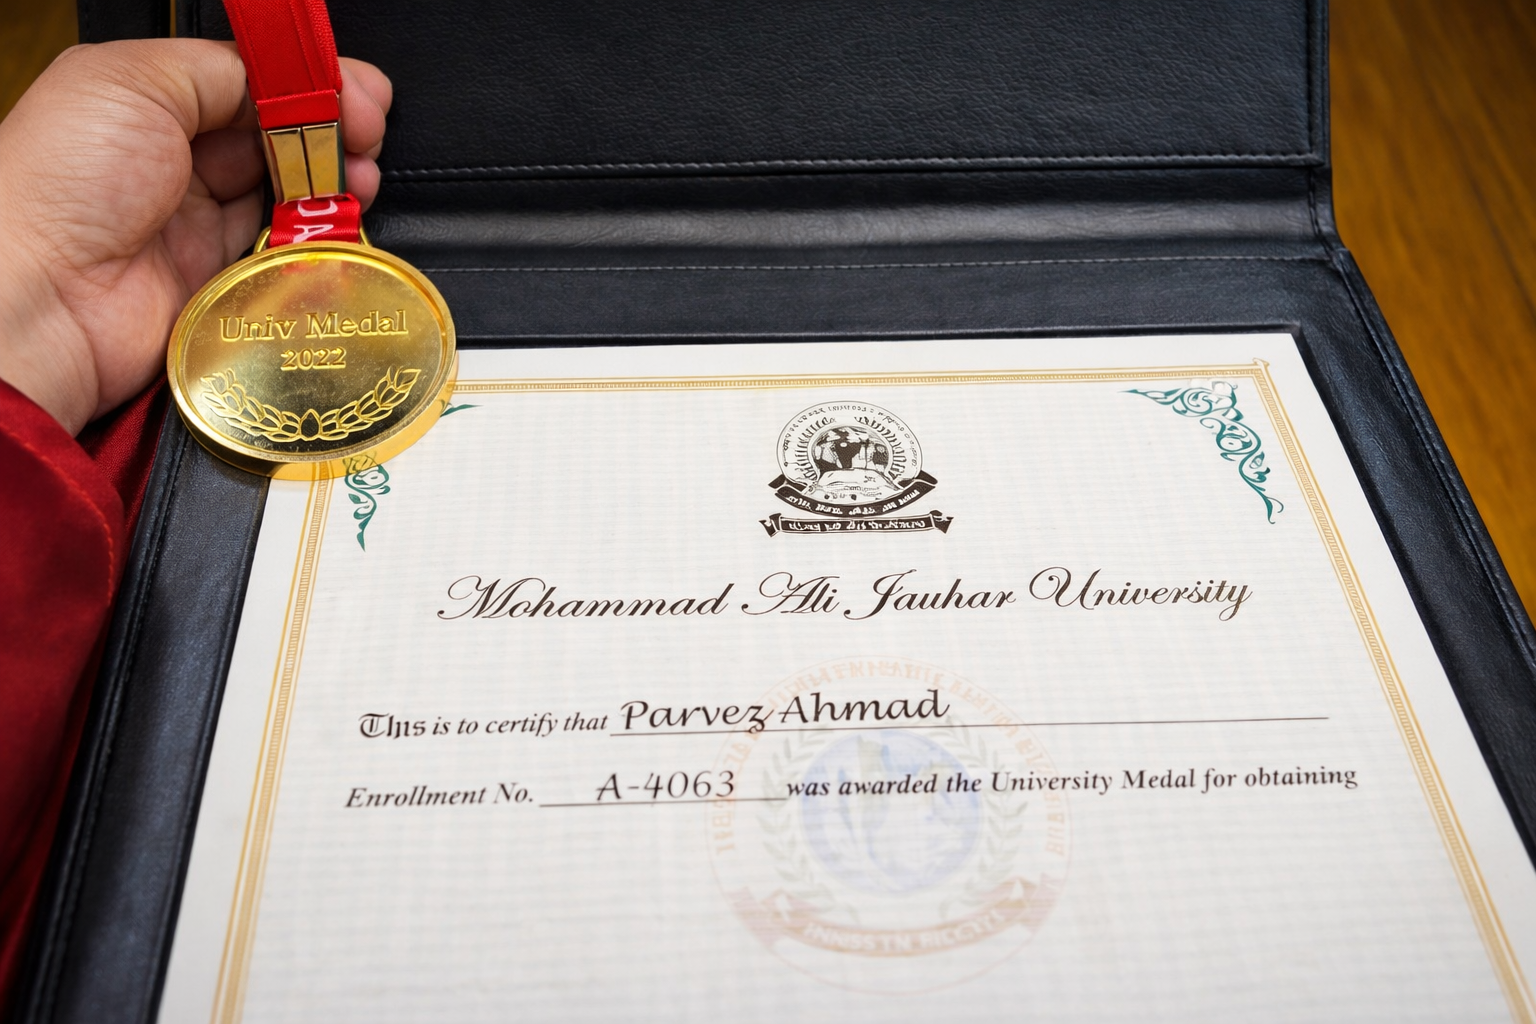 Univ Medal
2022
Mohammad Ali Jauhar University
This is to certify that Parvez Ahmad
Enrollment No. A-4063 was awarded the University Medal for obtaining